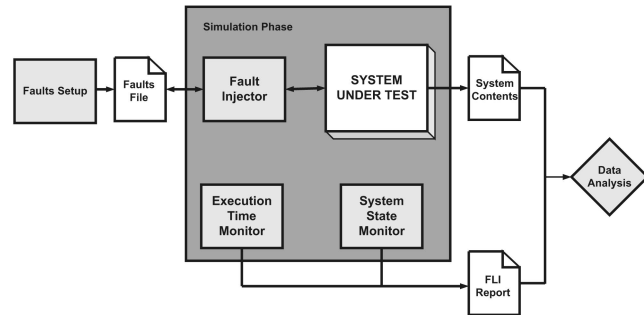 Simulation Phase
Faults Setup
Faults
File
Fault
Injector
SYSTEM
UNDER TEST
System
Contents
Data
Analysis
Execution
Time
Monitor
System
State
Monitor
FLI
Report